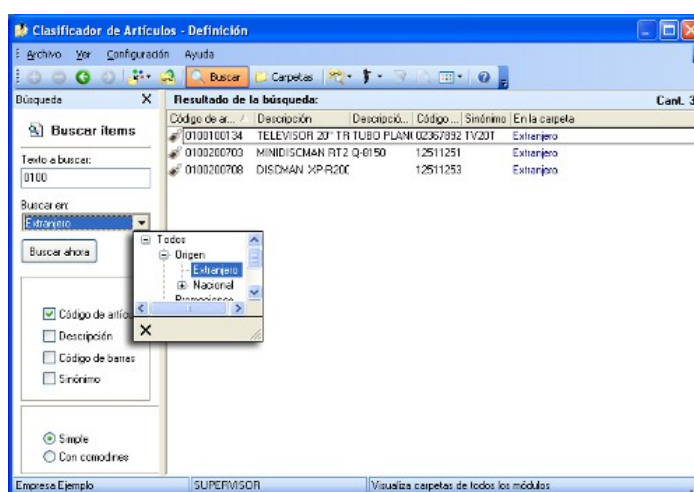 Clasificador de Artículos - Definición
Archivo Ver Configuración Ayuda
Buscar Carpetas
Búsqueda X
Buscar ítems
Texto a buscar:
0100
Buscar en:
Extranjero
Buscar ahora
Todos
Origen
Extranjero
Nacional
Promociones
Código de artíc
Descripción
Código de barras
Sinónimo
Simple
Con comodines
Resultado de la búsqueda: Cant. 3
Código de ar... Descripción Descripció... Código ... Sinónimo En la carpeta
0100100134 TELEVISOR 20" TR TUBO PLAN 02367892 TV20T Extranjero
0100200703 MINIDISCMAN RT2 Q-8150 12511251 Extranjero
0100200708 DISCMAN XP-R200 12511253 Extranjero
Empresa Ejemplo SUPERVISOR Visualiza carpetas de todos los módulos